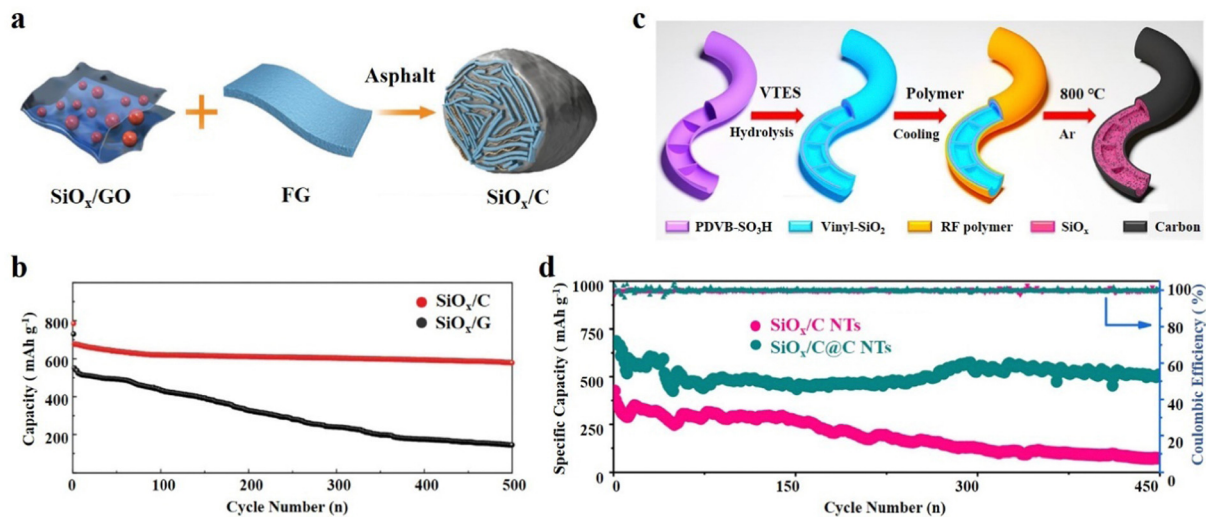 a
Asphalt
SiOₓ/GO
FG
SiOₓ/C
c
VTES
Hydrolysis
Polymer
Cooling
800 °C
Ar
PDVB-SO₃H
Vinyl-SiO₂
RF polymer
SiOₓ
Carbon
b
Capacity ( mAh g⁻¹)
800
600
400
200
SiOₓ/C
SiOₓ/G
0
100
200
300
400
500
Cycle Number (n)
d
Specific Capacity ( mAh g⁻¹)
1000
750
500
250
0
SiOₓ/C NTs
SiOₓ/C@C NTs
100
80
60
40
20
0
Coulombic Efficiency ( %)
0
150
300
450
Cycle Number (n)